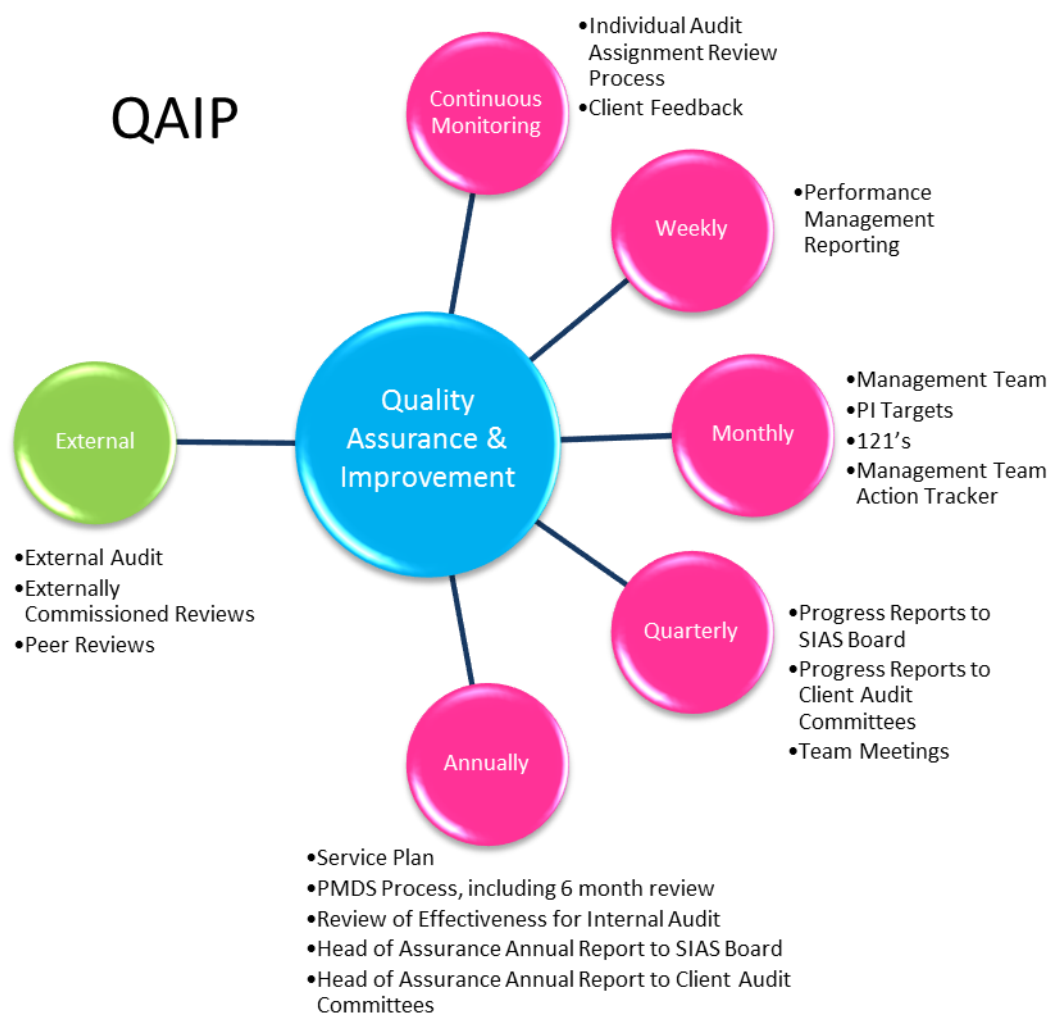 QAIP
Continuous
Monitoring
•Individual Audit
Assignment Review
Process
•Client Feedback
Weekly
•Performance
Management
Reporting
Monthly
•Management Team
•PI Targets
•121’s
•Management Team
Action Tracker
Quality
Assurance &
Improvement
External
•External Audit
•Externally
Commissioned Reviews
•Peer Reviews
Quarterly
•Progress Reports to
SIAS Board
•Progress Reports to
Client Audit
Committees
•Team Meetings
Annually
•Service Plan
•PMDS Process, including 6 month review
•Review of Effectiveness for Internal Audit
•Head of Assurance Annual Report to SIAS Board
•Head of Assurance Annual Report to Client Audit
Committees